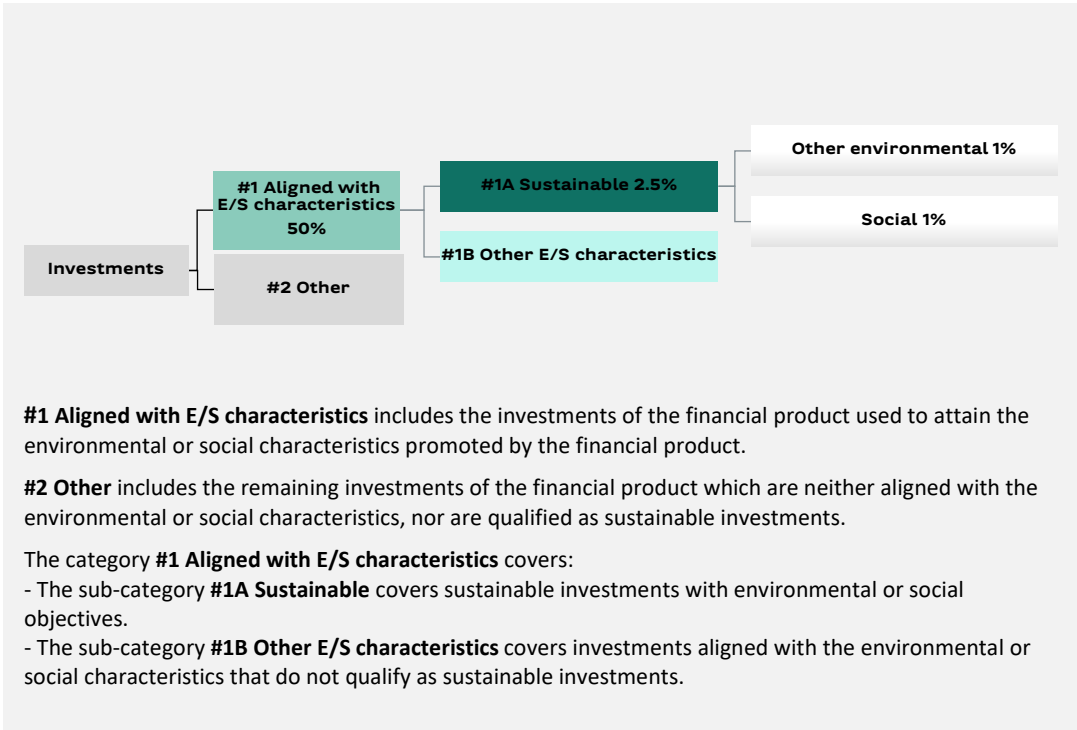 Other environmental 1%
#1 Aligned with
E/S characteristics
50%
#1A Sustainable 2.5%
Social 1%
#1B Other E/S characteristics
Investments
#2 Other
#1 Aligned with E/S characteristics includes the investments of the financial product used to attain the
environmental or social characteristics promoted by the financial product.
#2 Other includes the remaining investments of the financial product which are neither aligned with the
environmental or social characteristics, nor are qualified as sustainable investments.
The category #1 Aligned with E/S characteristics covers:
- The sub-category #1A Sustainable covers sustainable investments with environmental or social
objectives.
- The sub-category #1B Other E/S characteristics covers investments aligned with the environmental or
social characteristics that do not qualify as sustainable investments.